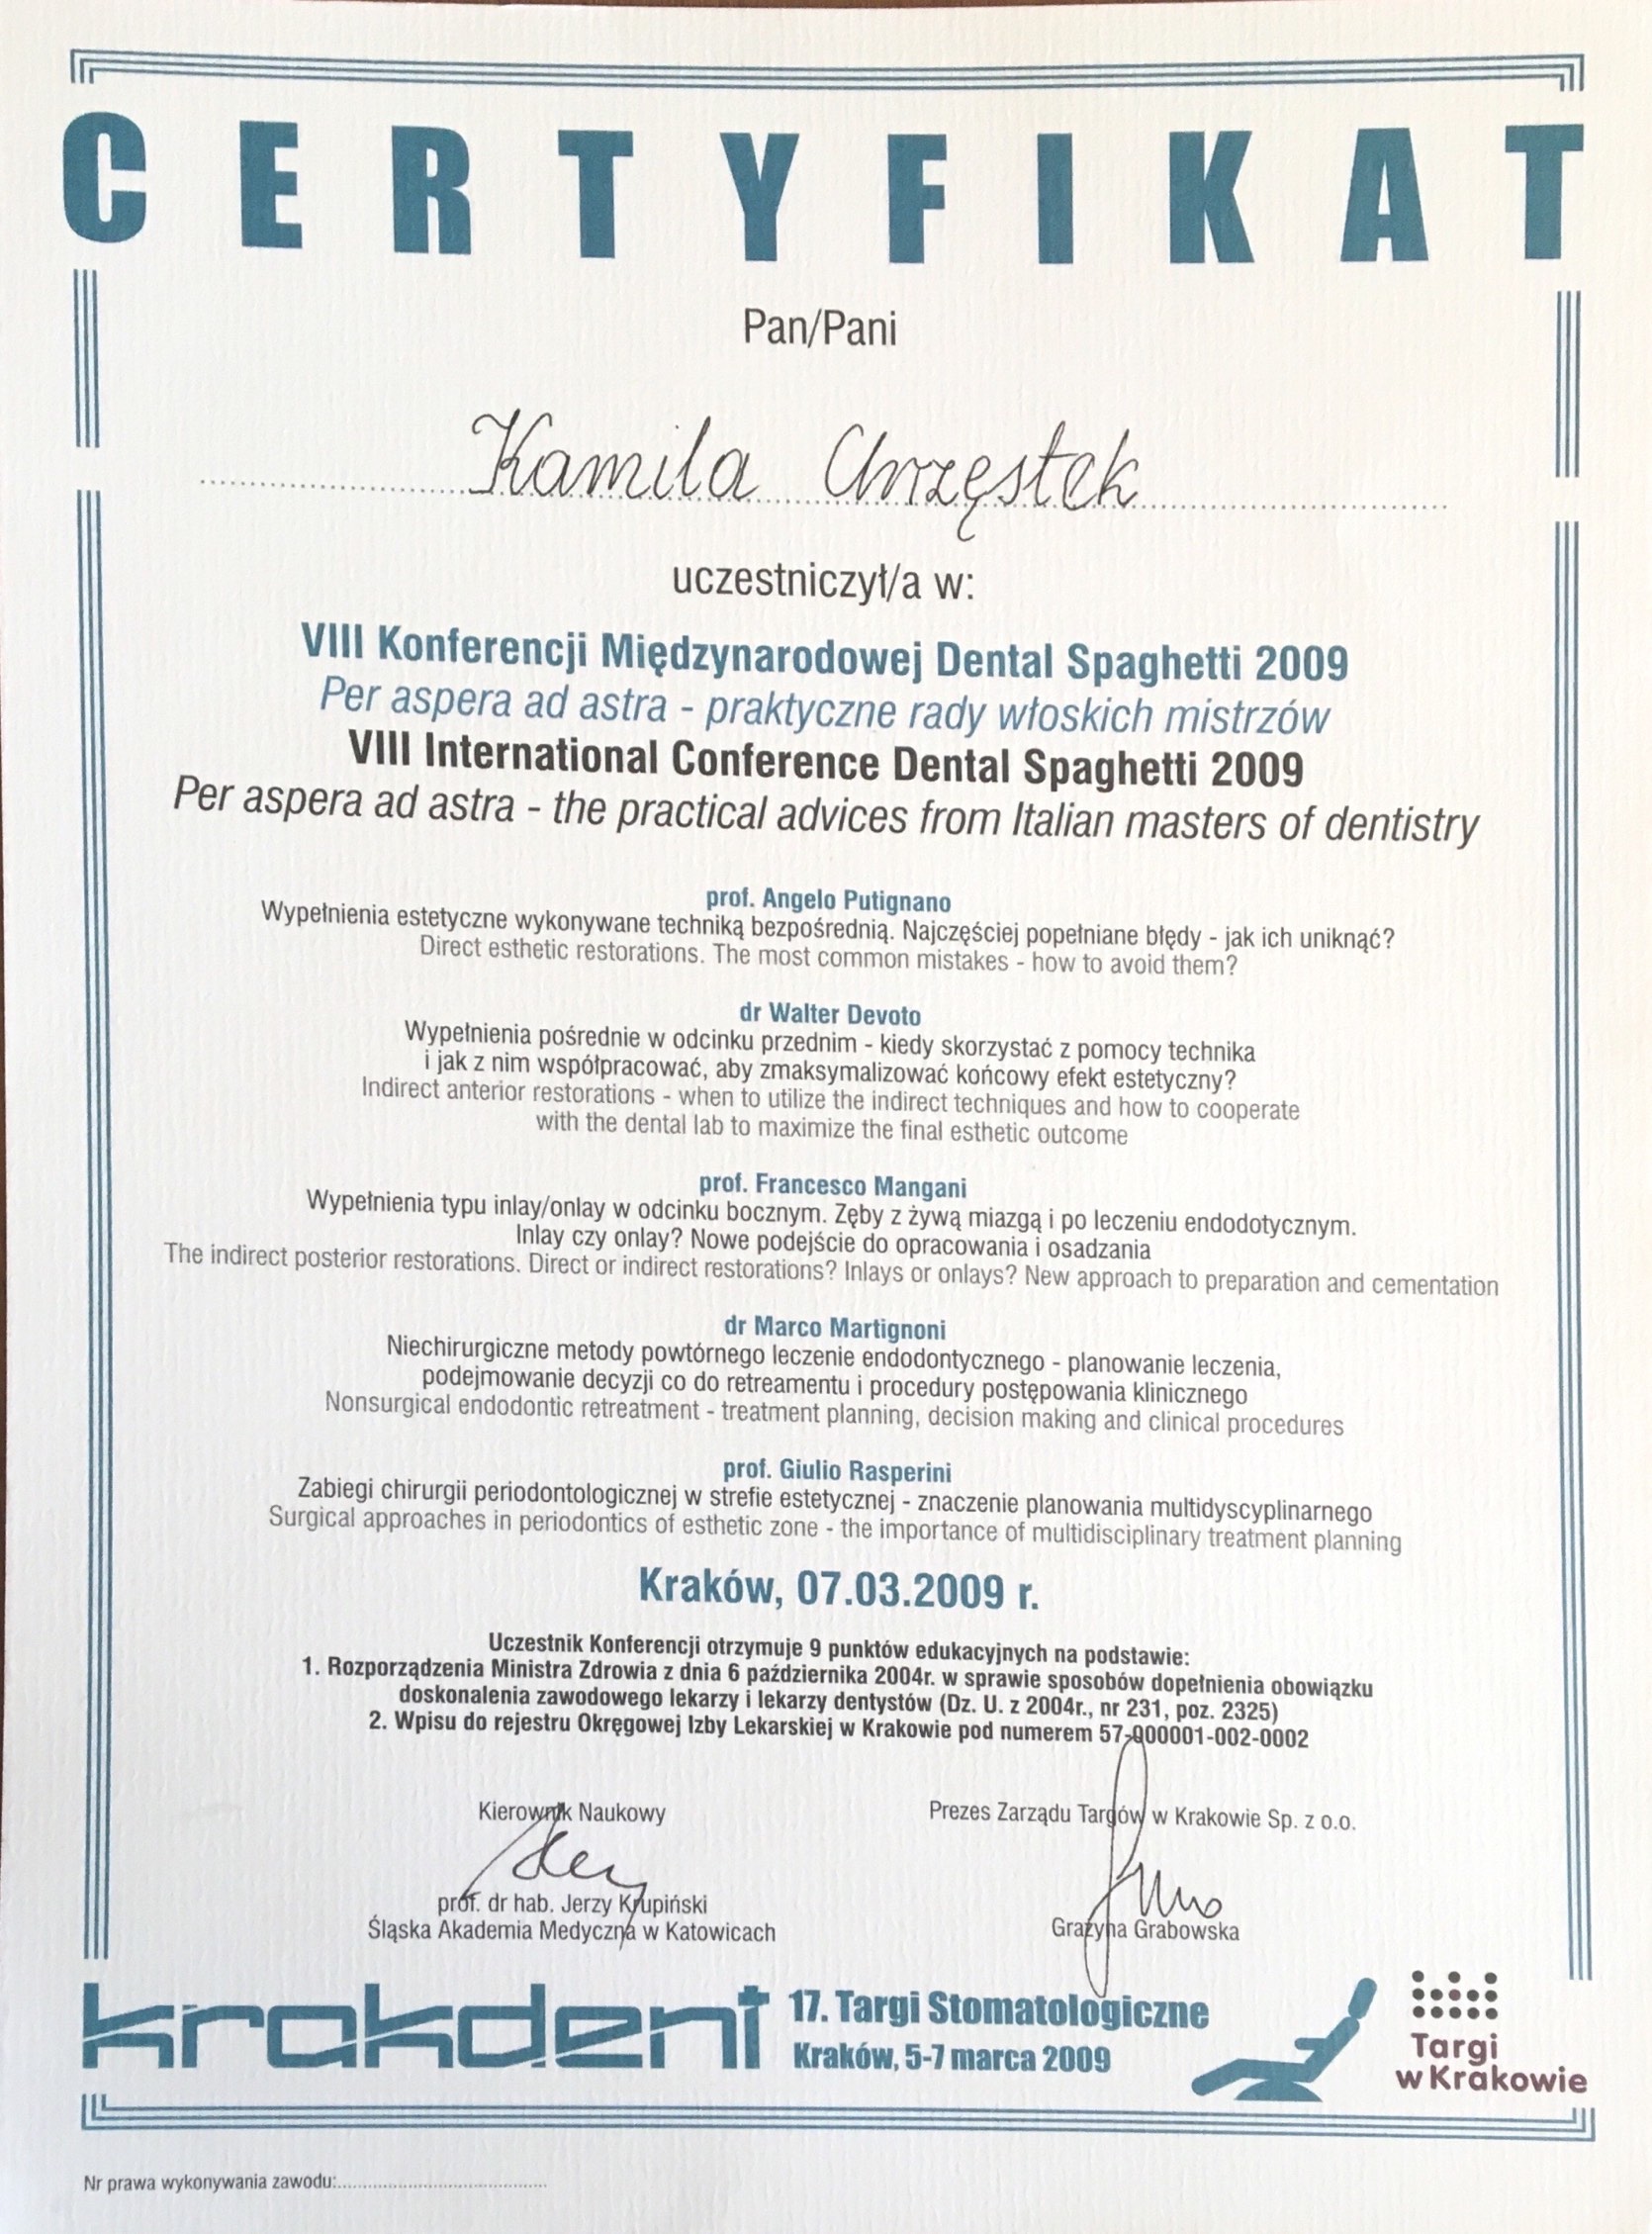 CERTYFIKAT
Pan/Pani
Kamila Chrzęstek
uczestniczył/a w:
VIII Konferencji Międzynarodowej Dental Spaghetti 2009
Per aspera ad astra - praktyczne rady włoskich mistrzów
VIII International Conference Dental Spaghetti 2009
Per aspera ad astra - the practical advices from Italian masters of dentistry
prof. Angelo Putignano
Wypełnienia estetyczne wykonywane techniką bezpośrednią. Najczęściej popełniane błędy - jak ich uniknąć?
Direct esthetic restorations. The most common mistakes - how to avoid them?
dr Walter Devoto
Wypełnienia pośrednie w odcinku przednim - kiedy skorzystać z pomocy technika
i jak z nim współpracować, aby zmaksymalizować końcowy efekt estetyczny?
Indirect anterior restorations - when to utilize the indirect techniques and how to cooperate
with the dental lab to maximize the final esthetic outcome
prof. Francesco Mangani
Wypełnienia typu inlay/onlay w odcinku bocznym. Zęby z żywą miazgą i po leczeniu endodotycznym.
Inlay czy onlay? Nowe podejście do opracowania i osadzania
The indirect posterior restorations. Direct or indirect restorations? Inlays or onlays? New approach to preparation and cementation
dr Marco Martignoni
Niechirurgiczne metody powtórnego leczenie endodontycznego - planowanie leczenia,
podejmowanie decyzji co do retreamentu i procedury postępowania klinicznego
Nonsurgical endodontic retreatment - treatment planning, decision making and clinical procedures
prof. Giulio Rasperini
Zabiegi chirurgii periodontologicznej w strefie estetycznej - znaczenie planowania multidyscyplinarnego
Surgical approaches in periodontics of esthetic zone - the importance of multidisciplinary treatment planning
Kraków, 07.03.2009 r.
Uczestnik Konferencji otrzymuje 9 punktów edukacyjnych na podstawie:
1. Rozporządzenia Ministra Zdrowia z dnia 6 października 2004r. w sprawie sposobów dopełnienia obowiązku
doskonalenia zawodowego lekarzy i lekarzy dentystów (Dz. U. z 2004r., nr 231, poz. 2325)
2. Wpisu do rejestru Okręgowej Izby Lekarskiej w Krakowie pod numerem 57-000001-002-0002
Kierownik Naukowy
prof. dr hab. Jerzy Krupiński
Śląska Akademia Medyczna w Katowicach
Prezes Zarządu Targów w Krakowie Sp. z o.o.
Grażyna Grabowska
krakdent
17. Targi Stomatologiczne
Kraków, 5-7 marca 2009
Targi
w Krakowie
Nr prawa wykonywania zawodu: